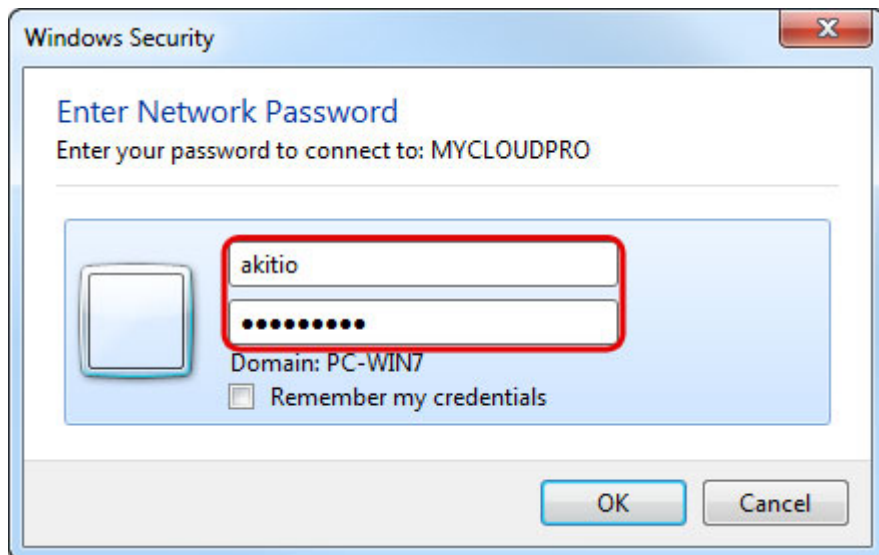 Windows Security
Enter Network Password
Enter your password to connect to: MYCLOUDPRO
akitio
●●●●●●●●●
Domain: PC-WIN7
Remember my credentials
OK
Cancel